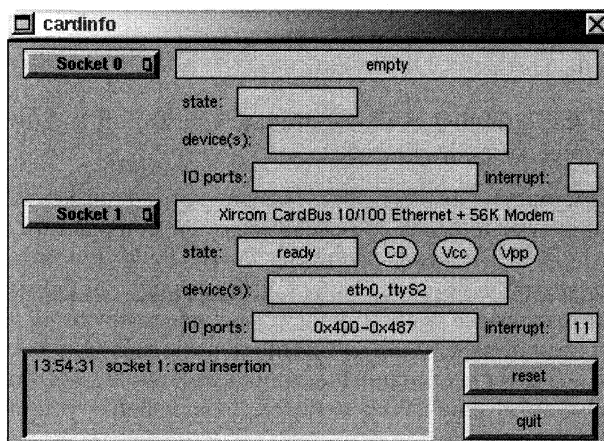 cardinfo
Socket 0 empty
state:
device(s):
IO ports: interrupt:
Socket 1 Xircom CardBus 10/100 Ethernet + 56K Modem
state: ready CD Vcc Vpp
device(s): eth0, ttyS2
IO ports: 0x400-0x487 interrupt: 11
13:54:31 socket 1: card insertion
reset
quit